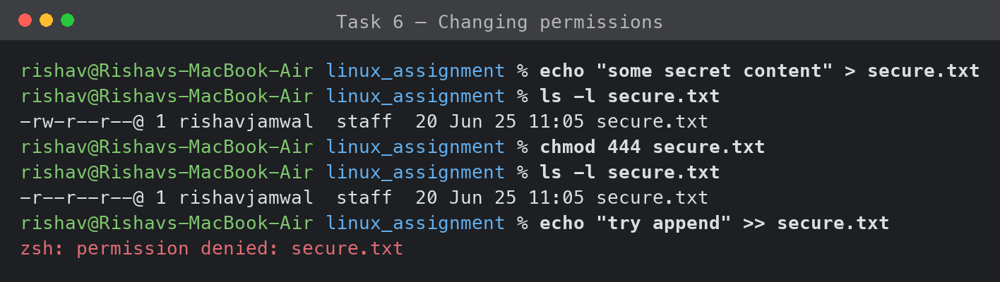 Task 6 — Changing permissions
rishav@Rishavs-MacBook-Air linux_assignment % echo "some secret content" > secure.txt
rishav@Rishavs-MacBook-Air linux_assignment % ls -l secure.txt
-rw-r--r--@ 1 rishavjamwal  staff  20 Jun 25 11:05 secure.txt
rishav@Rishavs-MacBook-Air linux_assignment % chmod 444 secure.txt
rishav@Rishavs-MacBook-Air linux_assignment % ls -l secure.txt
-r--r--r--@ 1 rishavjamwal  staff  20 Jun 25 11:05 secure.txt
rishav@Rishavs-MacBook-Air linux_assignment % echo "try append" >> secure.txt
zsh: permission denied: secure.txt